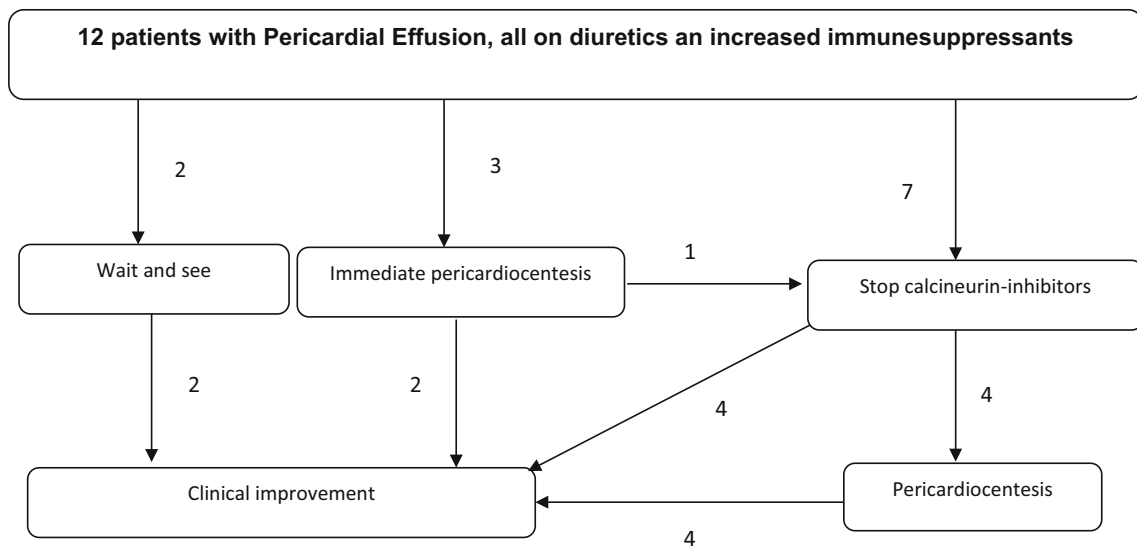 12 patients with Pericardial Effusion, all on diuretics an increased immunesuppressants
2
3
7
Wait and see
Immediate pericardiocentesis
1
Stop calcineurin-inhibitors
2
2
4
4
Clinical improvement
Pericardiocentesis
4